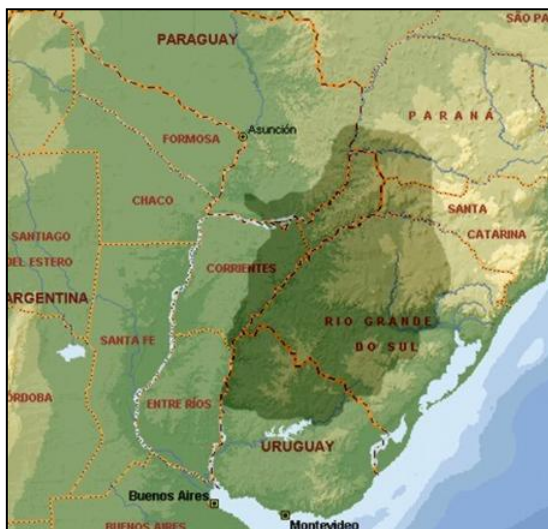 SÃO PA
PARAGUAY
PARANÁ
Asunción
FORMOSA
CHACO
SANTA
CATARINA
SANTIAGO
DEL ESTERO
CORRIENTES
ARGENTINA
RIO GRANDE
DO SUL
SANTA FE
CÓRDOBA
ENTRE RÍOS
URUGUAY
Buenos Aires
BUENOS AIRES
Montevideo